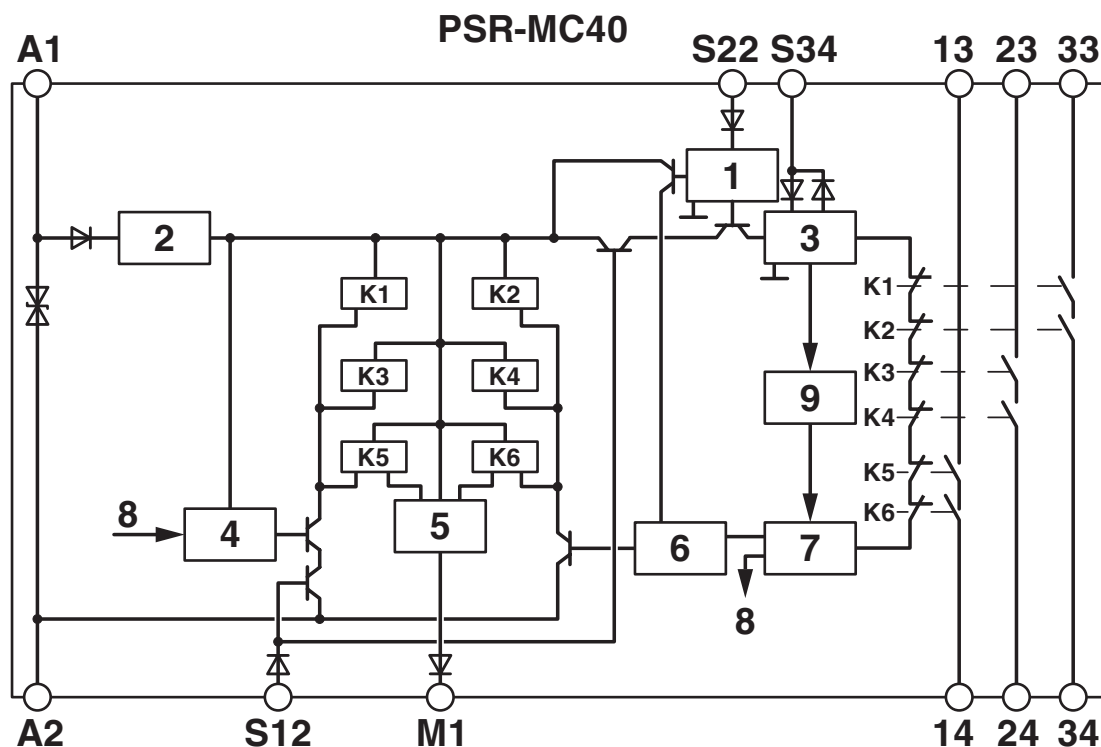 PSR-MC40
A1 S22 S34 13 23 33
1
2 3
K1 K2 K1
K2
K3 K4 9 K3
K4
K5 K6 K5
8 4 5 6 7 K6
8
A2 S12 M1 14 24 34